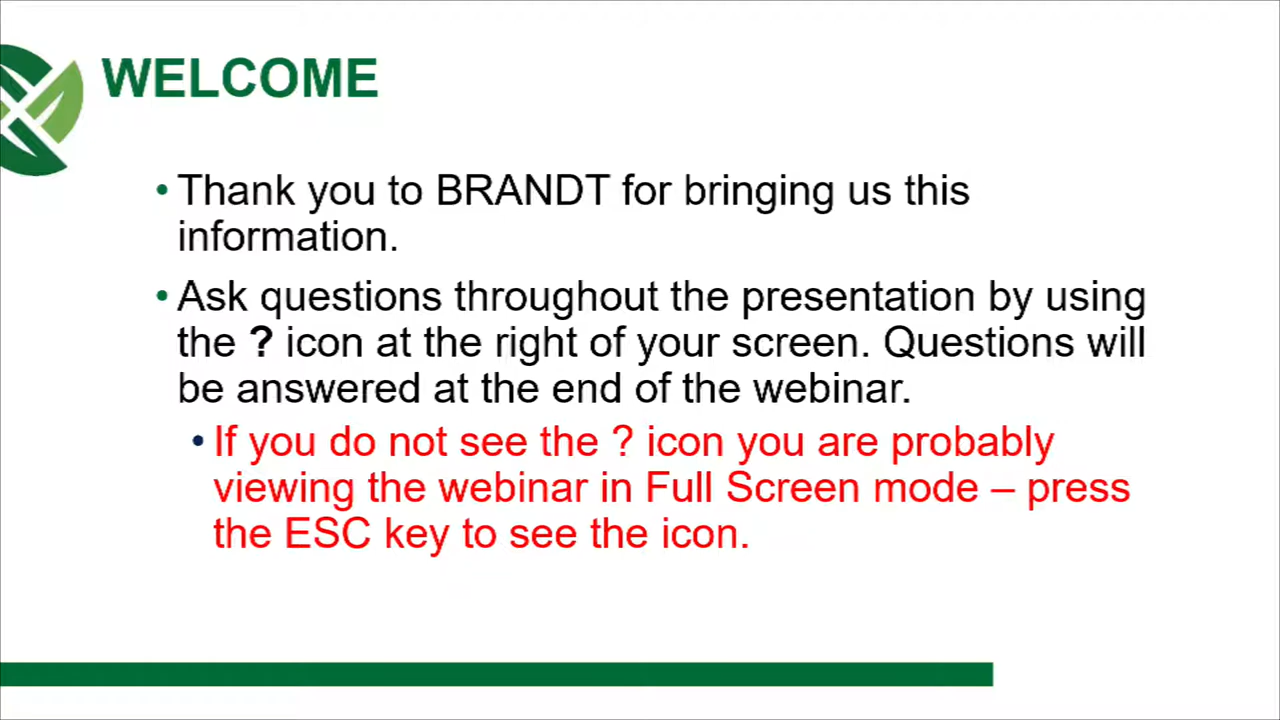 WELCOME
• Thank you to BRANDT for bringing us this
information.
• Ask questions throughout the presentation by using
the ? icon at the right of your screen. Questions will
be answered at the end of the webinar.
• If you do not see the ? icon you are probably
viewing the webinar in Full Screen mode – press
the ESC key to see the icon.